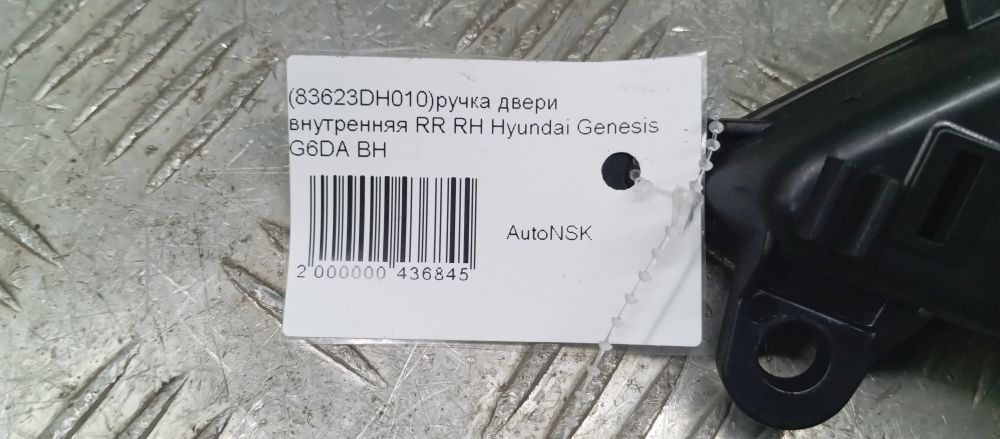 (83623DH010)ручка двери
внутренняя RR RH Hyundai Genesis
G6DA BH
AutoNSK
2 000000 436845